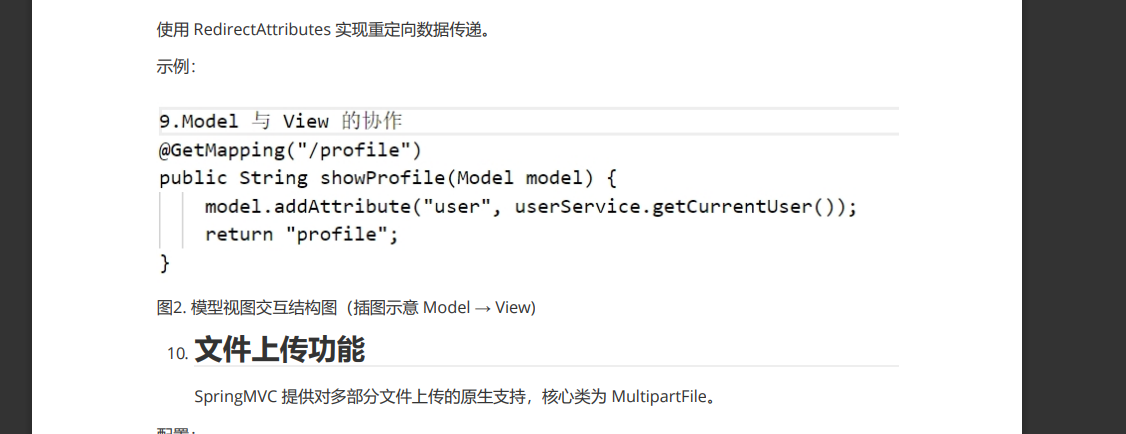 使用 RedirectAttributes 实现重定向数据传递。
示例：
9.Model 与 View 的协作
@GetMapping("/profile")
public String showProfile(Model model) {
    model.addAttribute("user", userService.getCurrentUser());
    return "profile";
}
图2. 模型视图交互结构图（插图示意 Model → View)
10. 文件上传功能
SpringMVC 提供对多部分文件上传的原生支持，核心类为 MultipartFile。
配置：